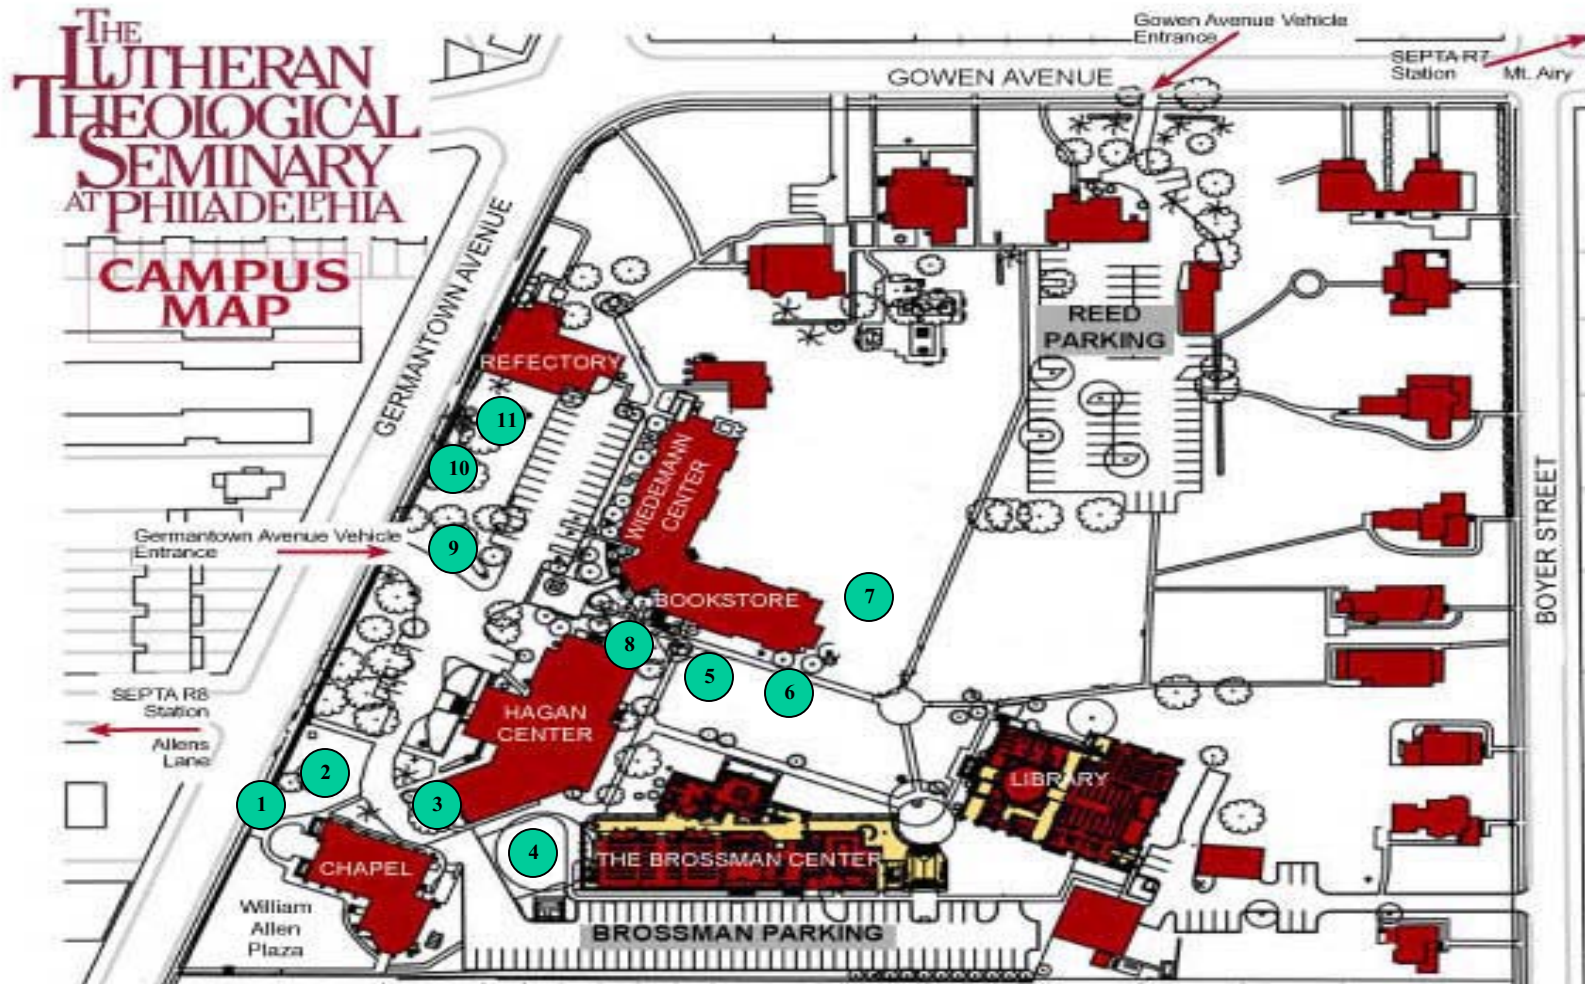 THE
LUTHERAN
THEOLOGICAL
SEMINARY
AT PHILADELPHIA
CAMPUS
MAP
Gowen Avenue Vehicle
Entrance
GOWEN AVENUE
SEPTA R7
Station
Mt. Airy
GERMANTOWN AVENUE
REED
PARKING
REFECTORY
11
10
WIEDEMANN
CENTER
Germantown Avenue Vehicle
Entrance
9
BOYER STREET
BOOKSTORE
7
8
5
6
SEPTA R8
Station
Allens
Lane
HAGAN
CENTER
2
1
3
LIBRARY
4
THE BROSSMAN CENTER
CHAPEL
William
Allen
Plaza
BROSSMAN PARKING